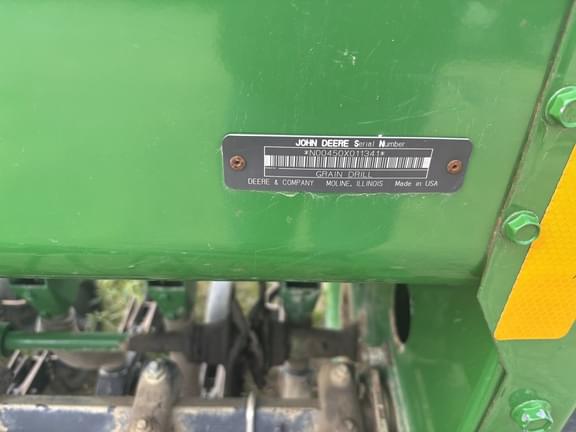 JOHN DEERE Serial Number
*N00450X011341*
GRAIN DRILL
DEERE & COMPANY MOLINE, ILLINOIS Made in USA